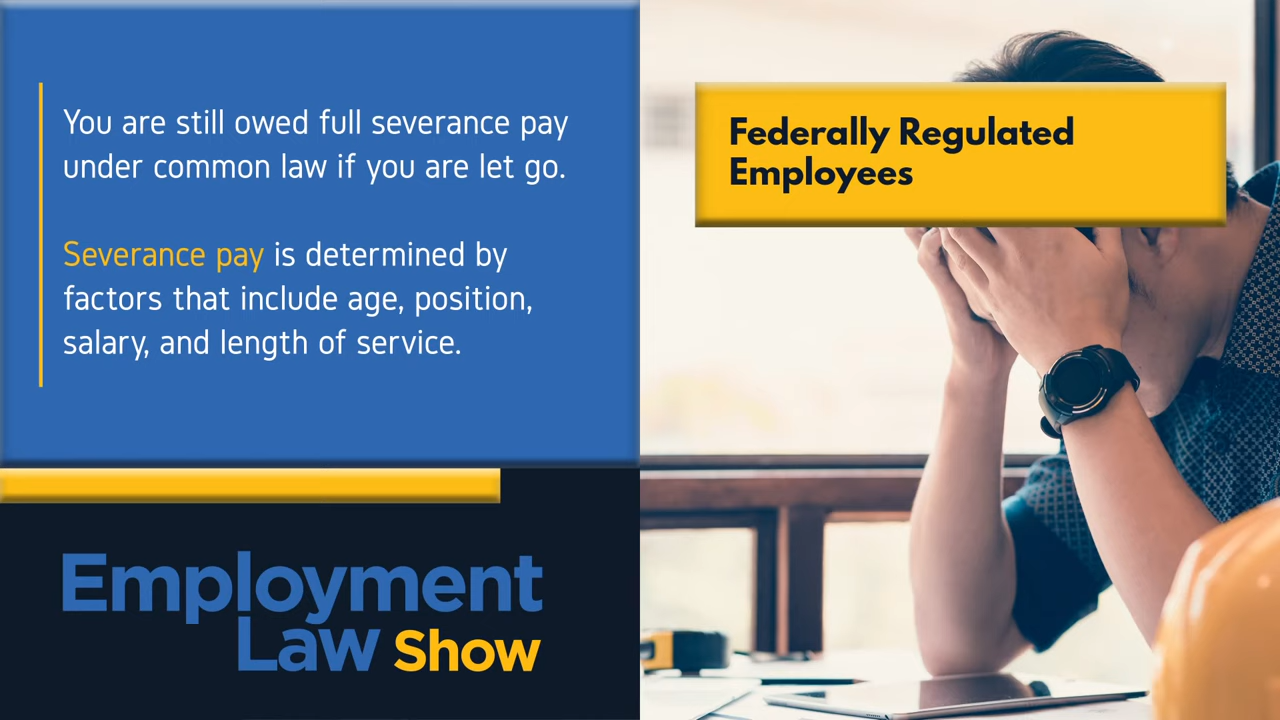 You are still owed full severance pay
under common law if you are let go.
Severance pay is determined by
factors that include age, position,
salary, and length of service.
Employment
Law Show
Federally Regulated
Employees